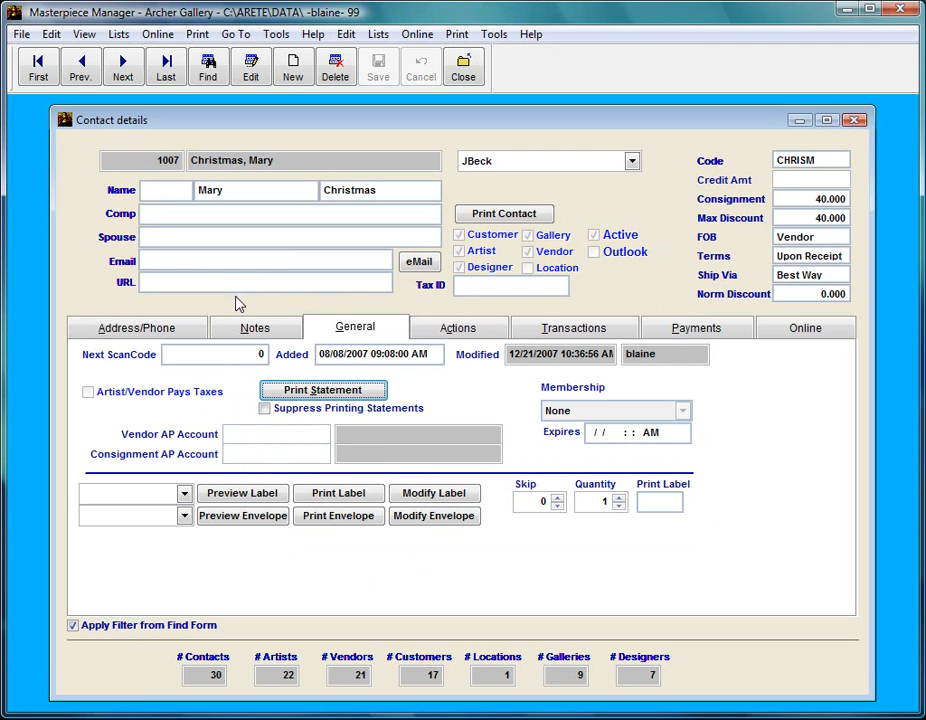 Masterpiece Manager - Archer Gallery - C:\ARETE\DATA\ -blaine- 99
File Edit View Lists Online Print Go To Tools Help Edit Lists Online Print Tools Help
First Prev. Next Last Find Edit New Delete Save Cancel Close
Contact details
1007 Christmas, Mary JBeck Code CHRISM
Credit Amt
Name Mary Christmas Consignment 40.000
Comp Print Contact Max Discount 40.000
Spouse Customer Gallery Active FOB Vendor
Artist Vendor Outlook Terms Upon Receipt
Email eMail Designer Location Ship Via Best Way
URL Tax ID Norm Discount 0.000
Address/Phone Notes General Actions Transactions Payments Online
Next ScanCode 0 Added 08/08/2007 09:08:00 AM Modified 12/21/2007 10:36:56 AM blaine
Artist/Vendor Pays Taxes Print Statement Membership
Suppress Printing Statements None
Vendor AP Account Expires / / : : AM
Consignment AP Account
Skip Quantity Print Label
Preview Label Print Label Modify Label 0 1
Preview Envelope Print Envelope Modify Envelope
Apply Filter from Find Form
# Contacts # Artists # Vendors # Customers # Locations # Galleries # Designers
30 22 21 17 1 9 7